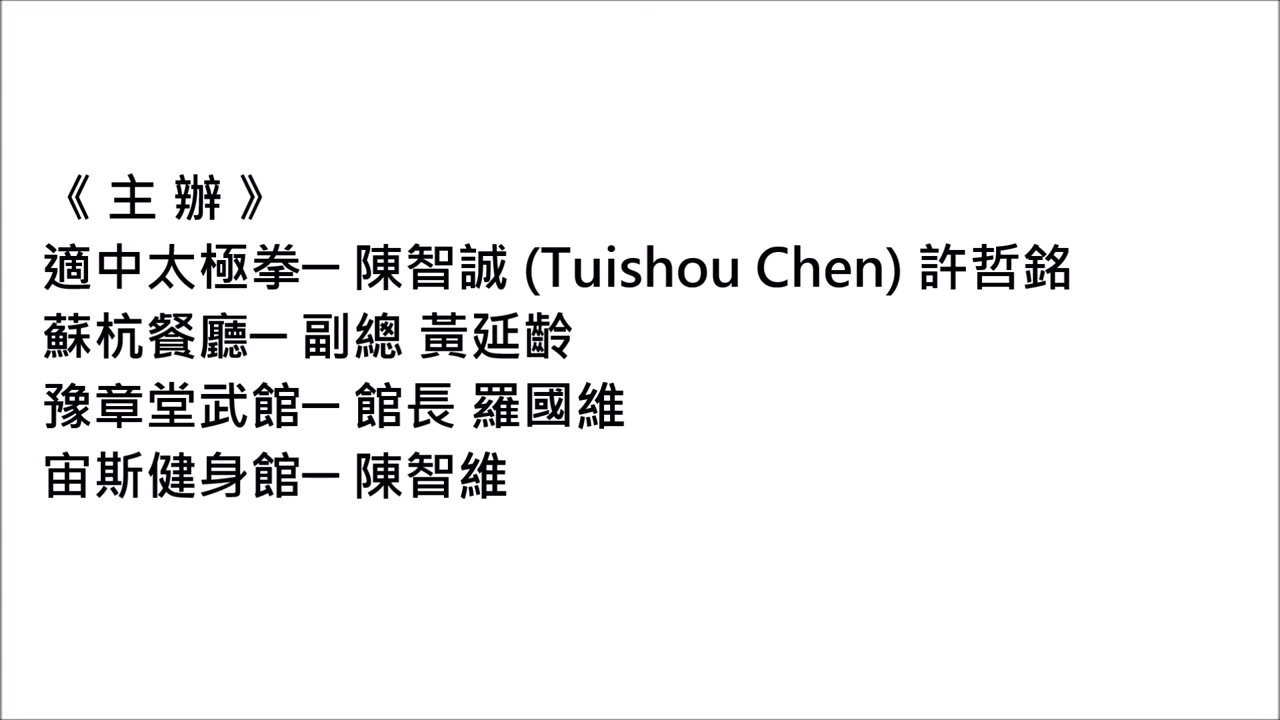 《 主 辦 》
適中太極拳─ 陳智誠 (Tuishou Chen) 許哲銘
蘇杭餐廳─ 副總 黃延齡
豫章堂武館─ 館長 羅國維
宙斯健身館─ 陳智維